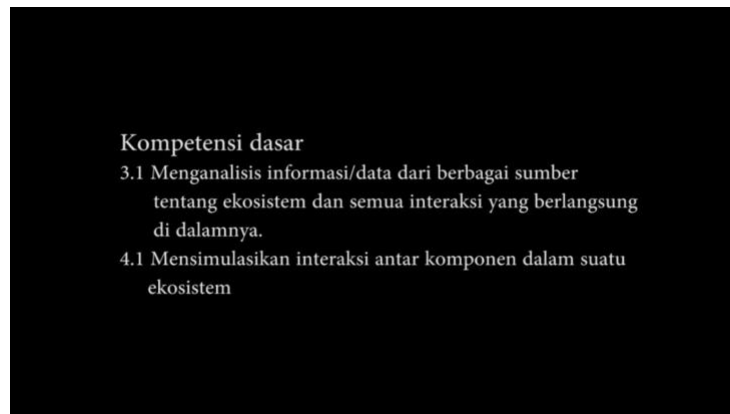 Kompetensi dasar
3.1 Menganalisis informasi/data dari berbagai sumber
tentang ekosistem dan semua interaksi yang berlangsung
di dalamnya.
4.1 Mensimulasikan interaksi antar komponen dalam suatu
ekosistem